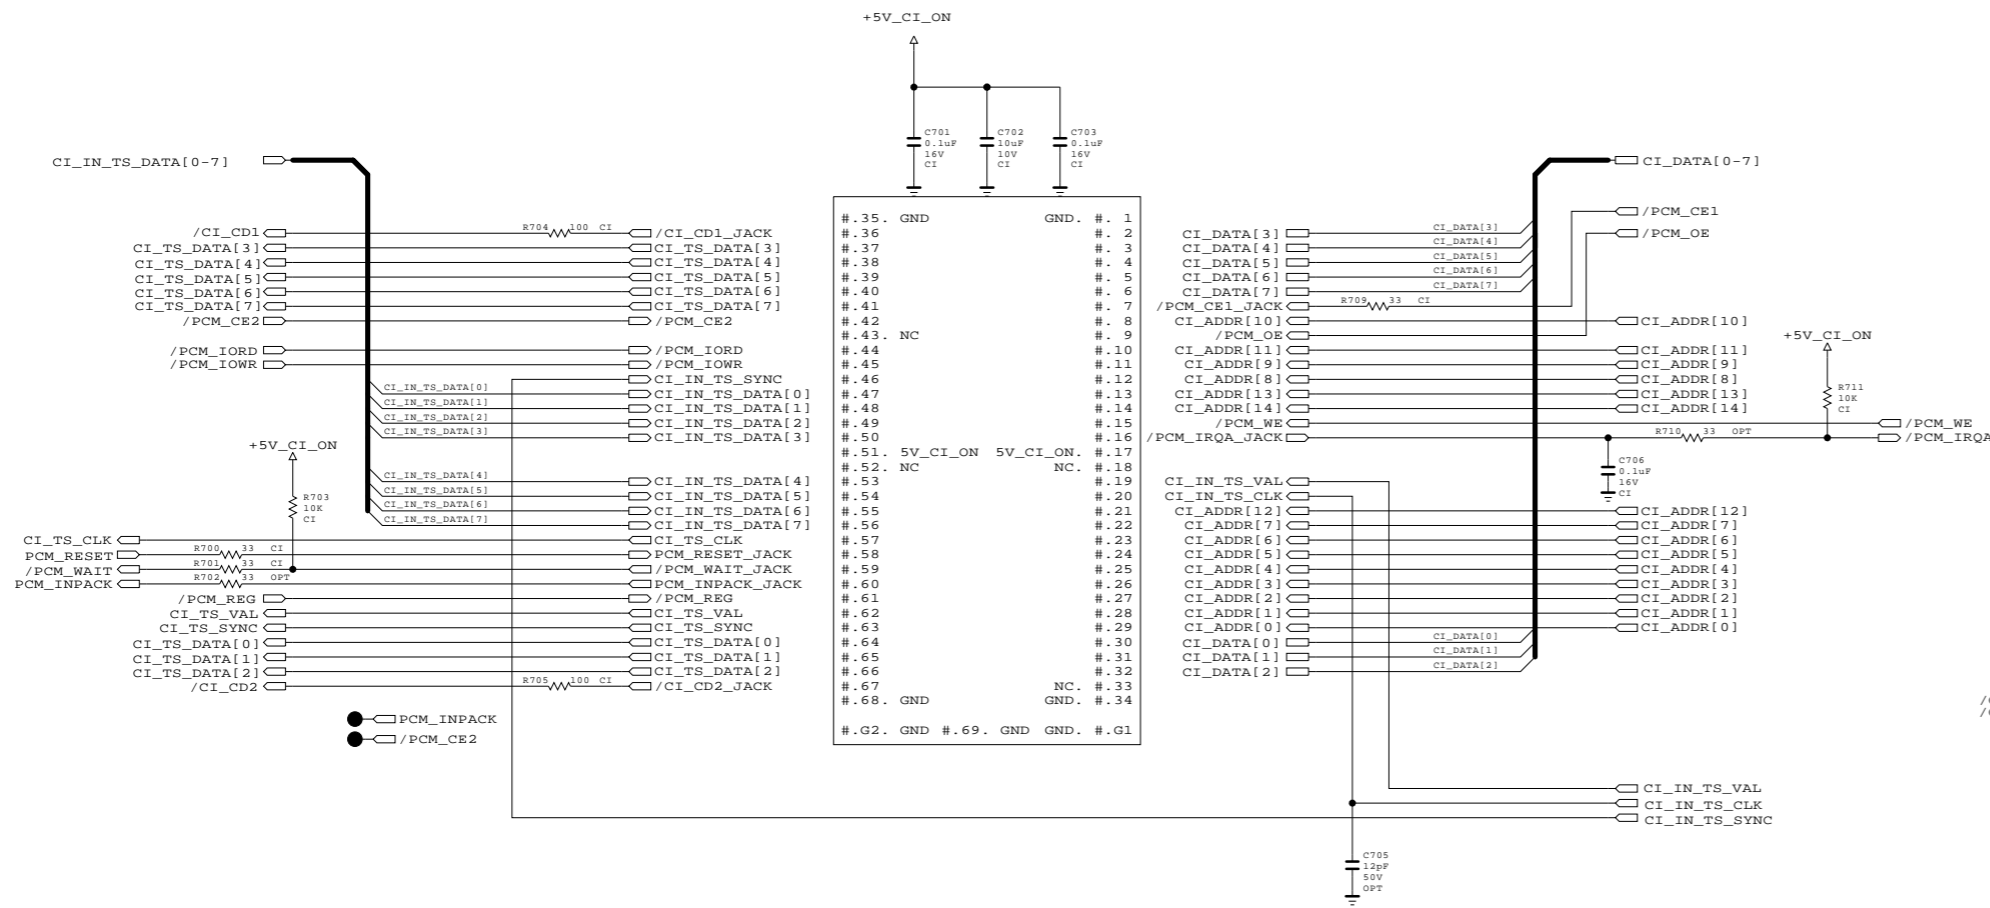 +5V_CI_ON
C701 C702 C703
0.1uF 10uF 0.1uF
16V 10V 16V
CI CI CI
CI_IN_TS_DATA[0-7] CI_DATA[0-7]
/PCM_CE1
#.35. GND GND. #. 1
/CI_CD1 R704 100 CI /CI_CD1_JACK #.36 #. 2 CI_DATA[3] CI_DATA[3] /PCM_OE
CI_TS_DATA[3] CI_TS_DATA[3] #.37 #. 3 CI_DATA[4] CI_DATA[4]
CI_TS_DATA[4] CI_TS_DATA[4] #.38 #. 4 CI_DATA[5] CI_DATA[5]
CI_TS_DATA[5] CI_TS_DATA[5] #.39 #. 5 CI_DATA[6] CI_DATA[6]
CI_TS_DATA[6] CI_TS_DATA[6] #.40 #. 6 CI_DATA[7] CI_DATA[7]
CI_TS_DATA[7] CI_TS_DATA[7] #.41 #. 7 /PCM_CE1_JACK R709 33 CI
/PCM_CE2 /PCM_CE2 #.42 #. 8 CI_ADDR[10] CI_ADDR[10]
#.43. NC #. 9 /PCM_OE +5V_CI_ON
/PCM_IORD /PCM_IORD #.44 #.10 CI_ADDR[11] CI_ADDR[11]
/PCM_IOWR /PCM_IOWR #.45 #.11 CI_ADDR[9] CI_ADDR[9]
CI_IN_TS_SYNC #.46 #.12 CI_ADDR[8] CI_ADDR[8]
CI_IN_TS_DATA[0] CI_IN_TS_DATA[0] #.47 #.13 CI_ADDR[13] CI_ADDR[13]
CI_IN_TS_DATA[1] CI_IN_TS_DATA[1] #.48 #.14 CI_ADDR[14] CI_ADDR[14]
R711
10K
CI
CI_IN_TS_DATA[2] CI_IN_TS_DATA[2] #.49 #.15 /PCM_WE /PCM_WE
CI_IN_TS_DATA[3] CI_IN_TS_DATA[3] #.50 #.16 /PCM_IRQA_JACK R710 33 OPT /PCM_IRQA
+5V_CI_ON #.51. 5V_CI_ON 5V_CI_ON. #.17
#.52. NC NC. #.18
C706
0.1uF
16V
CI
CI_IN_TS_DATA[4] CI_IN_TS_DATA[4] #.53 #.19 CI_IN_TS_VAL
CI_IN_TS_DATA[5] CI_IN_TS_DATA[5] #.54 #.20 CI_IN_TS_CLK
R703
10K
CI
CI_IN_TS_DATA[6] CI_IN_TS_DATA[6] #.55 #.21 CI_ADDR[12] CI_ADDR[12]
CI_IN_TS_DATA[7] CI_IN_TS_DATA[7] #.56 #.22 CI_ADDR[7] CI_ADDR[7]
CI_TS_CLK CI_TS_CLK #.57 #.23 CI_ADDR[6] CI_ADDR[6]
PCM_RESET R700 33 CI PCM_RESET_JACK #.58 #.24 CI_ADDR[5] CI_ADDR[5]
/PCM_WAIT R701 33 CI /PCM_WAIT_JACK #.59 #.25 CI_ADDR[4] CI_ADDR[4]
PCM_INPACK R702 33 OPT PCM_INPACK_JACK #.60 #.26 CI_ADDR[3] CI_ADDR[3]
/PCM_REG /PCM_REG #.61 #.27 CI_ADDR[2] CI_ADDR[2]
CI_TS_VAL CI_TS_VAL #.62 #.28 CI_ADDR[1] CI_ADDR[1]
CI_TS_SYNC CI_TS_SYNC #.63 #.29 CI_ADDR[0] CI_ADDR[0]
CI_TS_DATA[0] CI_TS_DATA[0] #.64 #.30 CI_DATA[0] CI_DATA[0]
CI_TS_DATA[1] CI_TS_DATA[1] #.65 #.31 CI_DATA[1] CI_DATA[1]
CI_TS_DATA[2] CI_TS_DATA[2] #.66 #.32 CI_DATA[2] CI_DATA[2]
/CI_CD2 R705 100 CI /CI_CD2_JACK #.67 NC. #.33
#.68. GND GND. #.34
PCM_INPACK
#.G2. GND #.69. GND GND. #.G1
/PCM_CE2
CI_IN_TS_VAL
CI_IN_TS_CLK
CI_IN_TS_SYNC
C705
12pF
50V
OPT